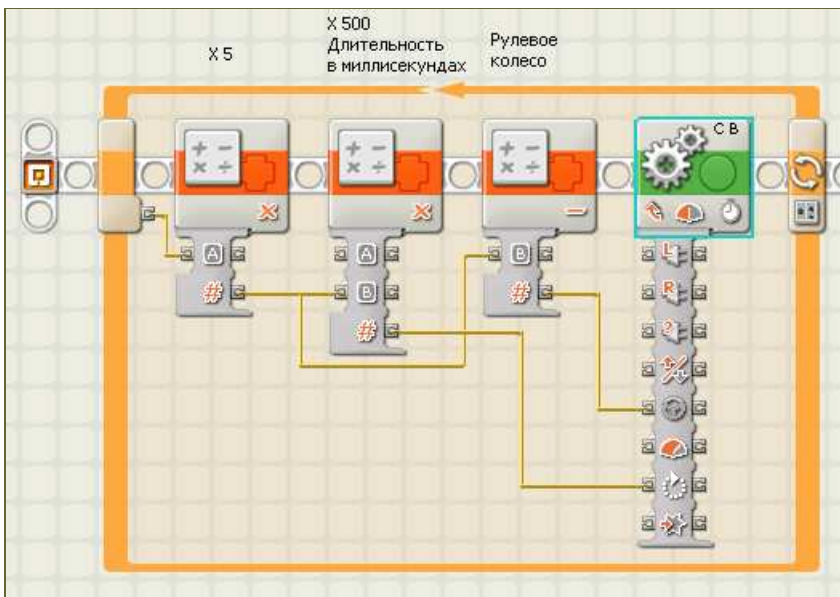 X 5
X 500
Длительность
в миллисекундах
Рулевое
колесо
C B
A
#
A
B
#
B
#
L
R
?